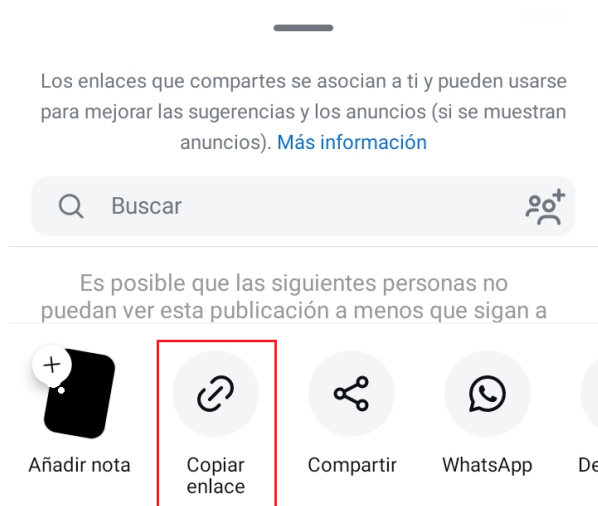 Los enlaces que compartes se asocian a ti y pueden usarse
para mejorar las sugerencias y los anuncios (si se muestran
anuncios). Más información
Buscar
Es posible que las siguientes personas no
puedan ver esta publicación a menos que sigan a
Añadir nota
Copiar
enlace
Compartir
WhatsApp
De